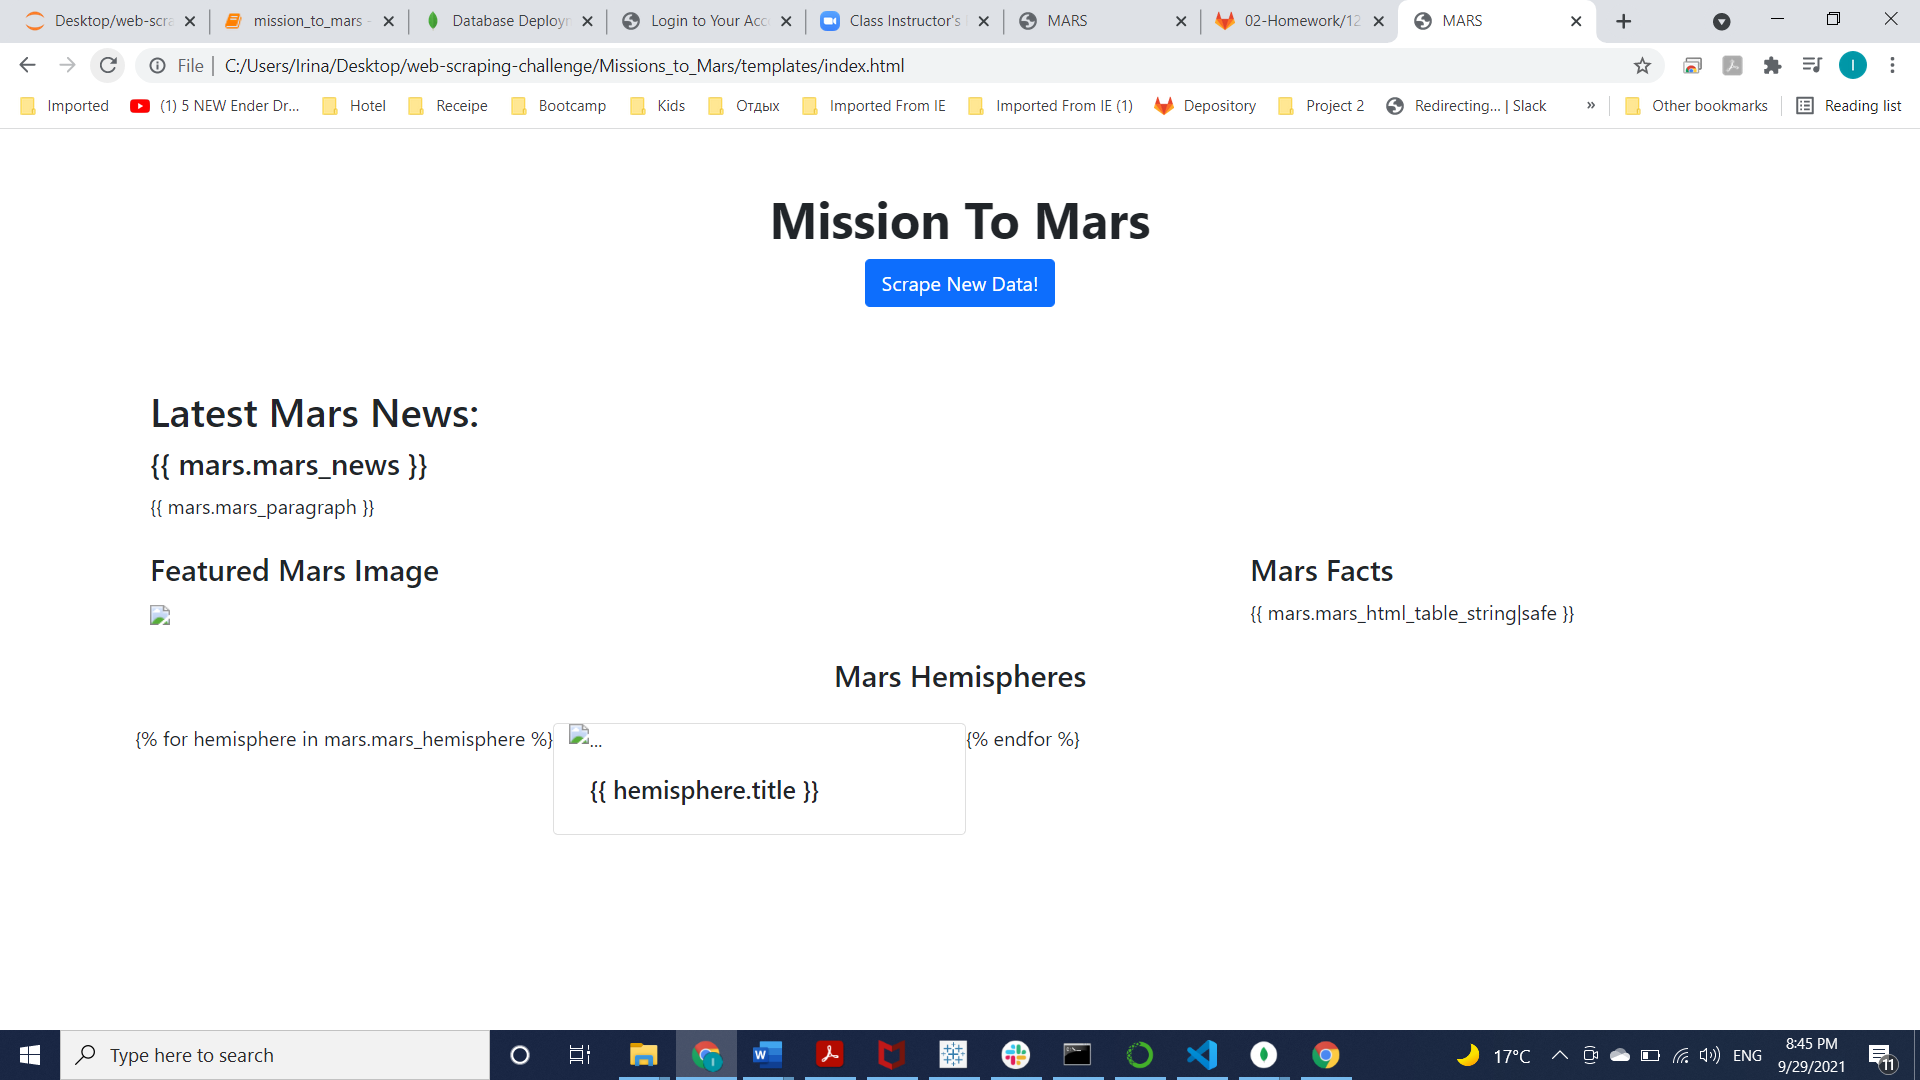 Desktop/web-scra
mission_to_mars -
Database Deploym
Login to Your Acc
Class Instructor's
MARS
02-Homework/12
MARS
File
C:/Users/Irina/Desktop/web-scraping-challenge/Missions_to_Mars/templates/index.html
I
Imported
(1) 5 NEW Ender Dr...
Hotel
Receipe
Bootcamp
Kids
Отдых
Imported From IE
Imported From IE (1)
Depository
Project 2
Redirecting... | Slack
»
Other bookmarks
Reading list
Mission To Mars
Scrape New Data!
Latest Mars News:
{{ mars.mars_news }}
{{ mars.mars_paragraph }}
Featured Mars Image
Mars Facts
{{ mars.mars_html_table_string|safe }}
Mars Hemispheres
{% for hemisphere in mars.mars_hemisphere %}
...
{% endfor %}
{{ hemisphere.title }}
Type here to search
17°C
ENG
8:45 PM
9/29/2021
11